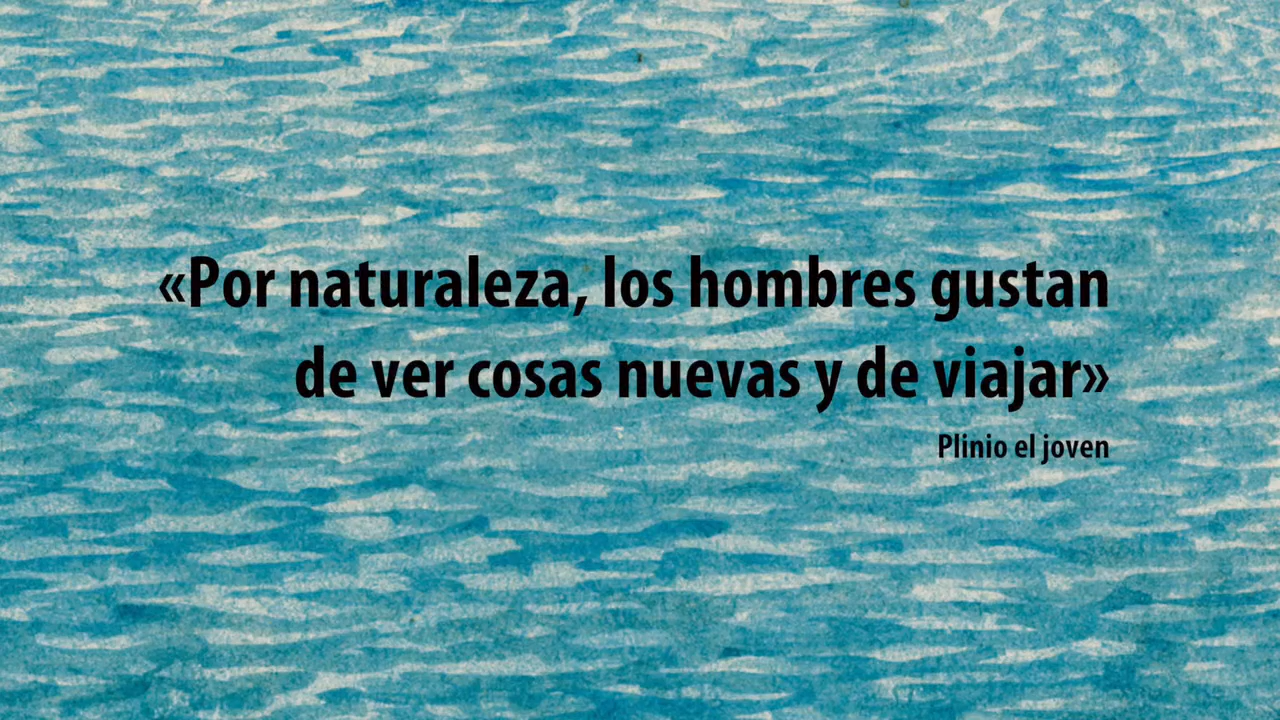 «Por naturaleza, los hombres gustan
de ver cosas nuevas y de viajar»
Plinio el joven